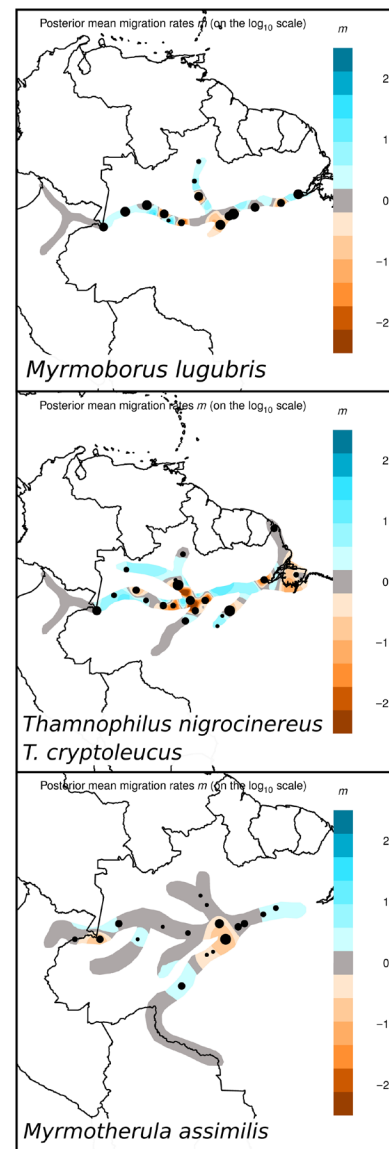 Posterior mean migration rates m (on the log10 scale)
m
2
1
0
−1
−2
Myrmoborus lugubris
Posterior mean migration rates m (on the log10 scale)
m
2
1
0
−1
−2
Thamnophilus nigrocinereus
T. cryptoleucus
Posterior mean migration rates m (on the log10 scale)
m
2
1
0
−1
−2
Myrmotherula assimilis